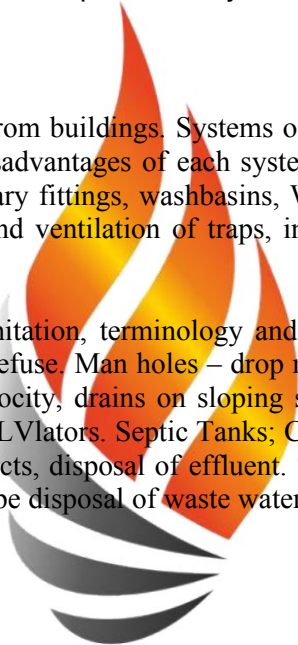 rom buildings. Systems o
sadvantages of each syste
ary fittings, washbasins, W
nd ventilation of traps, in
nitation, terminology and
efuse. Man holes – drop
ocity, drains on sloping s
LVlators. Septic Tanks; C
cts, disposal of effluent.
pe disposal of waste water